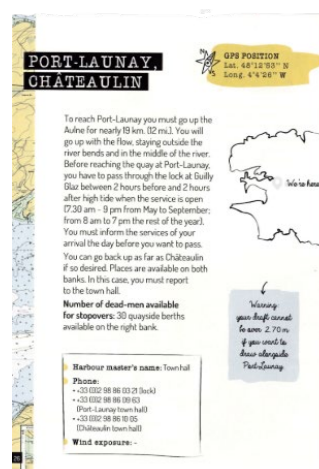 PORT-LAUNAY,
CHÂTEAULIN
N
S
GPS POSITION
Lat. 48°12'93'' N
Long. 4°4'26'' W
To reach Port-Launay you must go up the
Aulne for nearly 19 km. (12 mi.). You will
go up with the flow, staying outside the
river bends and in the middle of the river.
Before reaching the quay at Port-Launay,
you have to pass through the lock at Guilly
Glaz between 2 hours before and 2 hours
after high tide when the service is open
(7.30 am - 9 pm from May to September;
from 8 am to 7 pm the rest of the year).
You must inform the services of your
arrival the day before you want to pass.
You can go back up as far as Châteaulin
if so desired. Places are available on both
banks. In this case, you must report
to the town hall.
Number of dead-men available
for stopovers: 30 quayside berths
available on the right bank.
We're here
Warning
your draft cannot
be over 2.70 m
if you want to
draw alongside
Port-Launay
Harbour master's name: Town hall
Phone:
• +33 (0)2 98 86 03 21 (lock)
• +33 (0)2 98 86 09 63
(Port-Launay town hall)
• +33 (0)2 98 86 10 05
(Châteaulin town hall)
Wind exposure: -